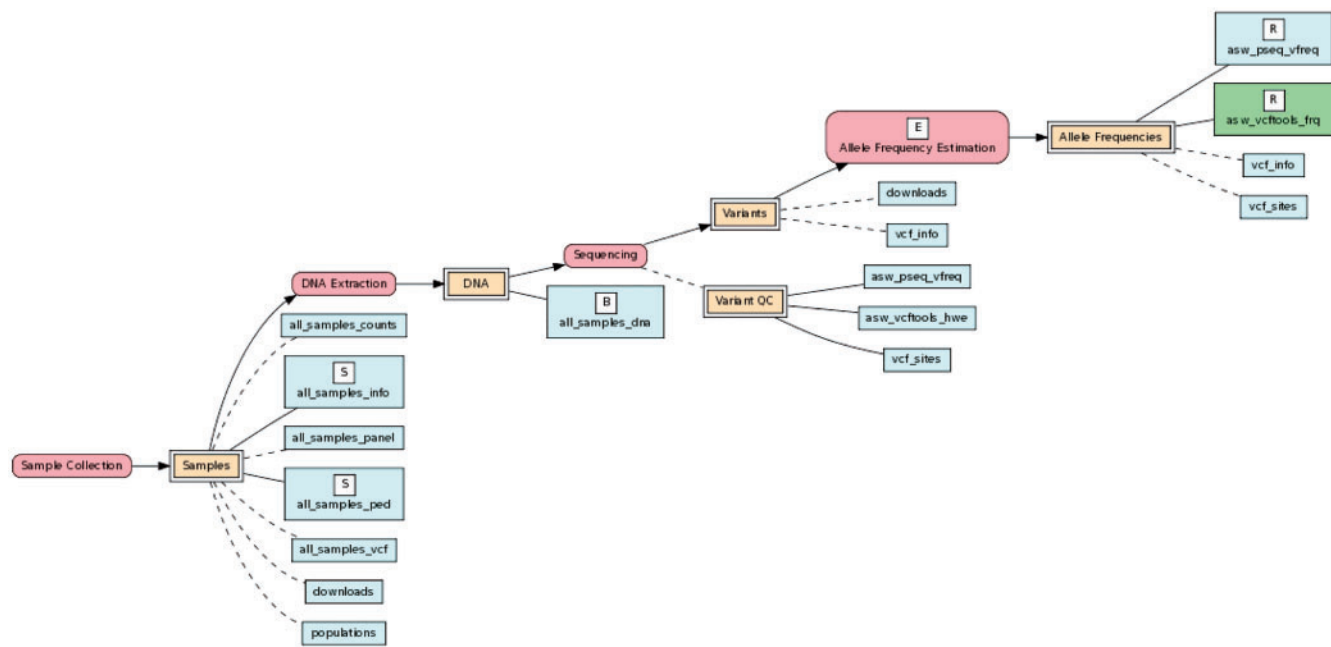 R
asw_pseq_vfreq
R
asw_vcftools_frq
E
Allele Frequency Estimation
Allele Frequencies
vcf_info
vcf_sites
downloads
Variants
vcf_info
Sequencing
asw_pseq_vfreq
DNA Extraction
DNA
Variant QC
asw_vcftools_hwe
B
all_samples_dna
vcf_sites
all_samples_counts
S
all_samples_info
all_samples_panel
Sample Collection
Samples
S
all_samples_ped
all_samples_vcf
downloads
populations